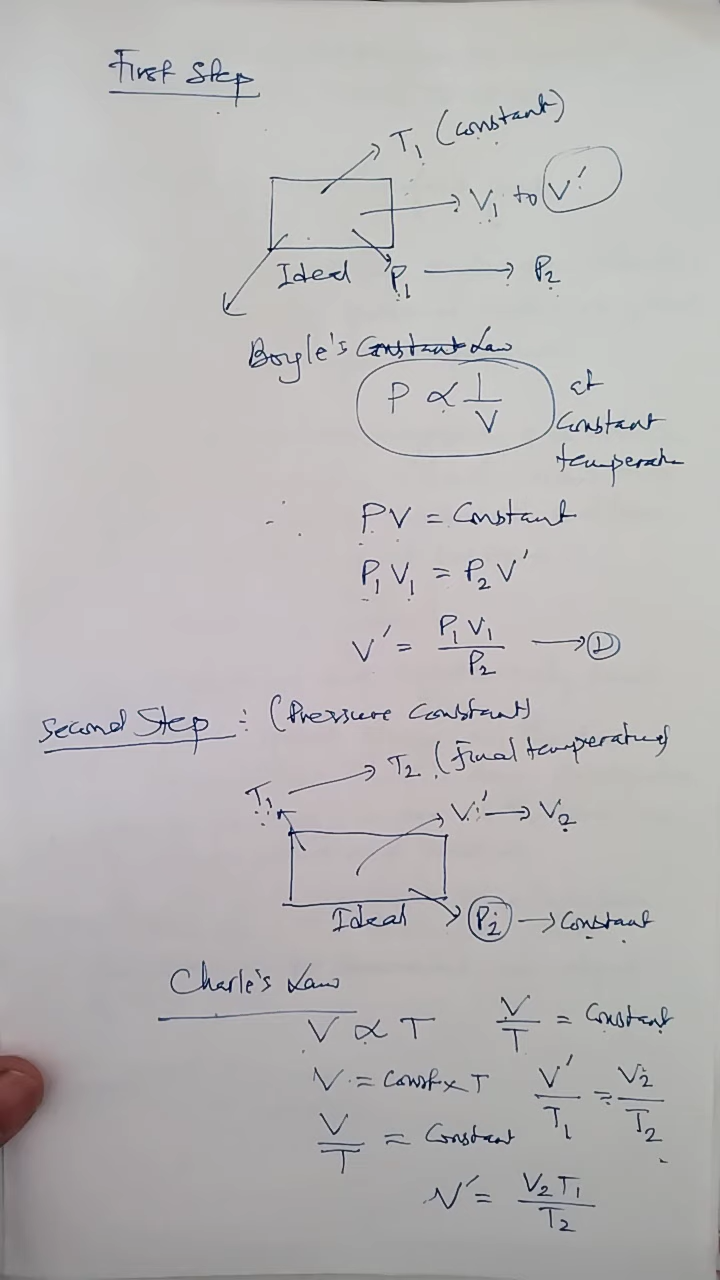 First Step
T₁ (Constant)
V₁ to V′
Ideal P₁ → P₂
Boyle's Constant Law
P ∝ 1/V at
Constant
temperature
∴ PV = Constant
P₁V₁ = P₂V′
V′ = P₁V₁/P₂ → ①
Second Step : (Pressure Constant)
T₁ → T₂ (Final temperature)
V′ → V₂
Ideal P₂ → Constant
Charle's Law
V ∝ T V/T = Constant
V = Const × T V′/T₁ = V₂/T₂
V/T = Constant
V′ = V₂T₁/T₂